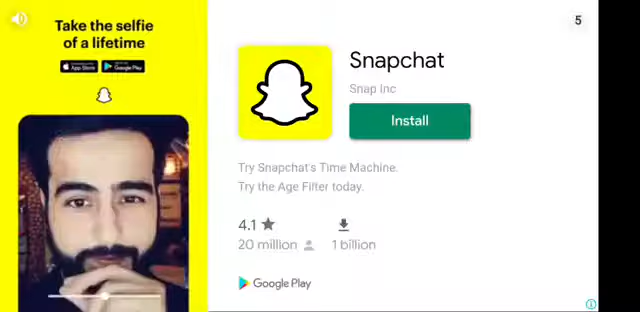 Take the selfie
of a lifetime
App Store
Google Play
5
Snapchat
Snap Inc
Install
Try Snapchat's Time Machine.
Try the Age Filter today.
4.1
20 million
1 billion
Google Play